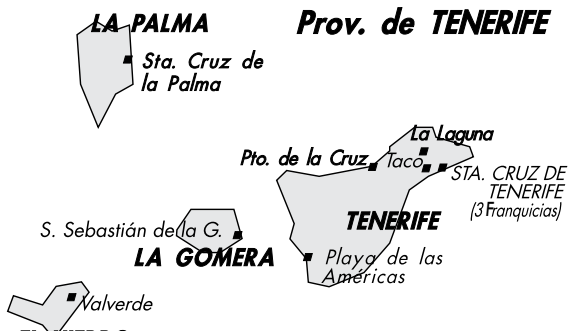 LA PALMA
Prov. de TENERIFE
Sta. Cruz de
la Palma
La Laguna
Pto. de la Cruz
Taco
STA. CRUZ DE
TENERIFE
(3 Franquicias)
TENERIFE
S. Sebastián de la G.
LA GOMERA
Playa de las
Américas
Valverde